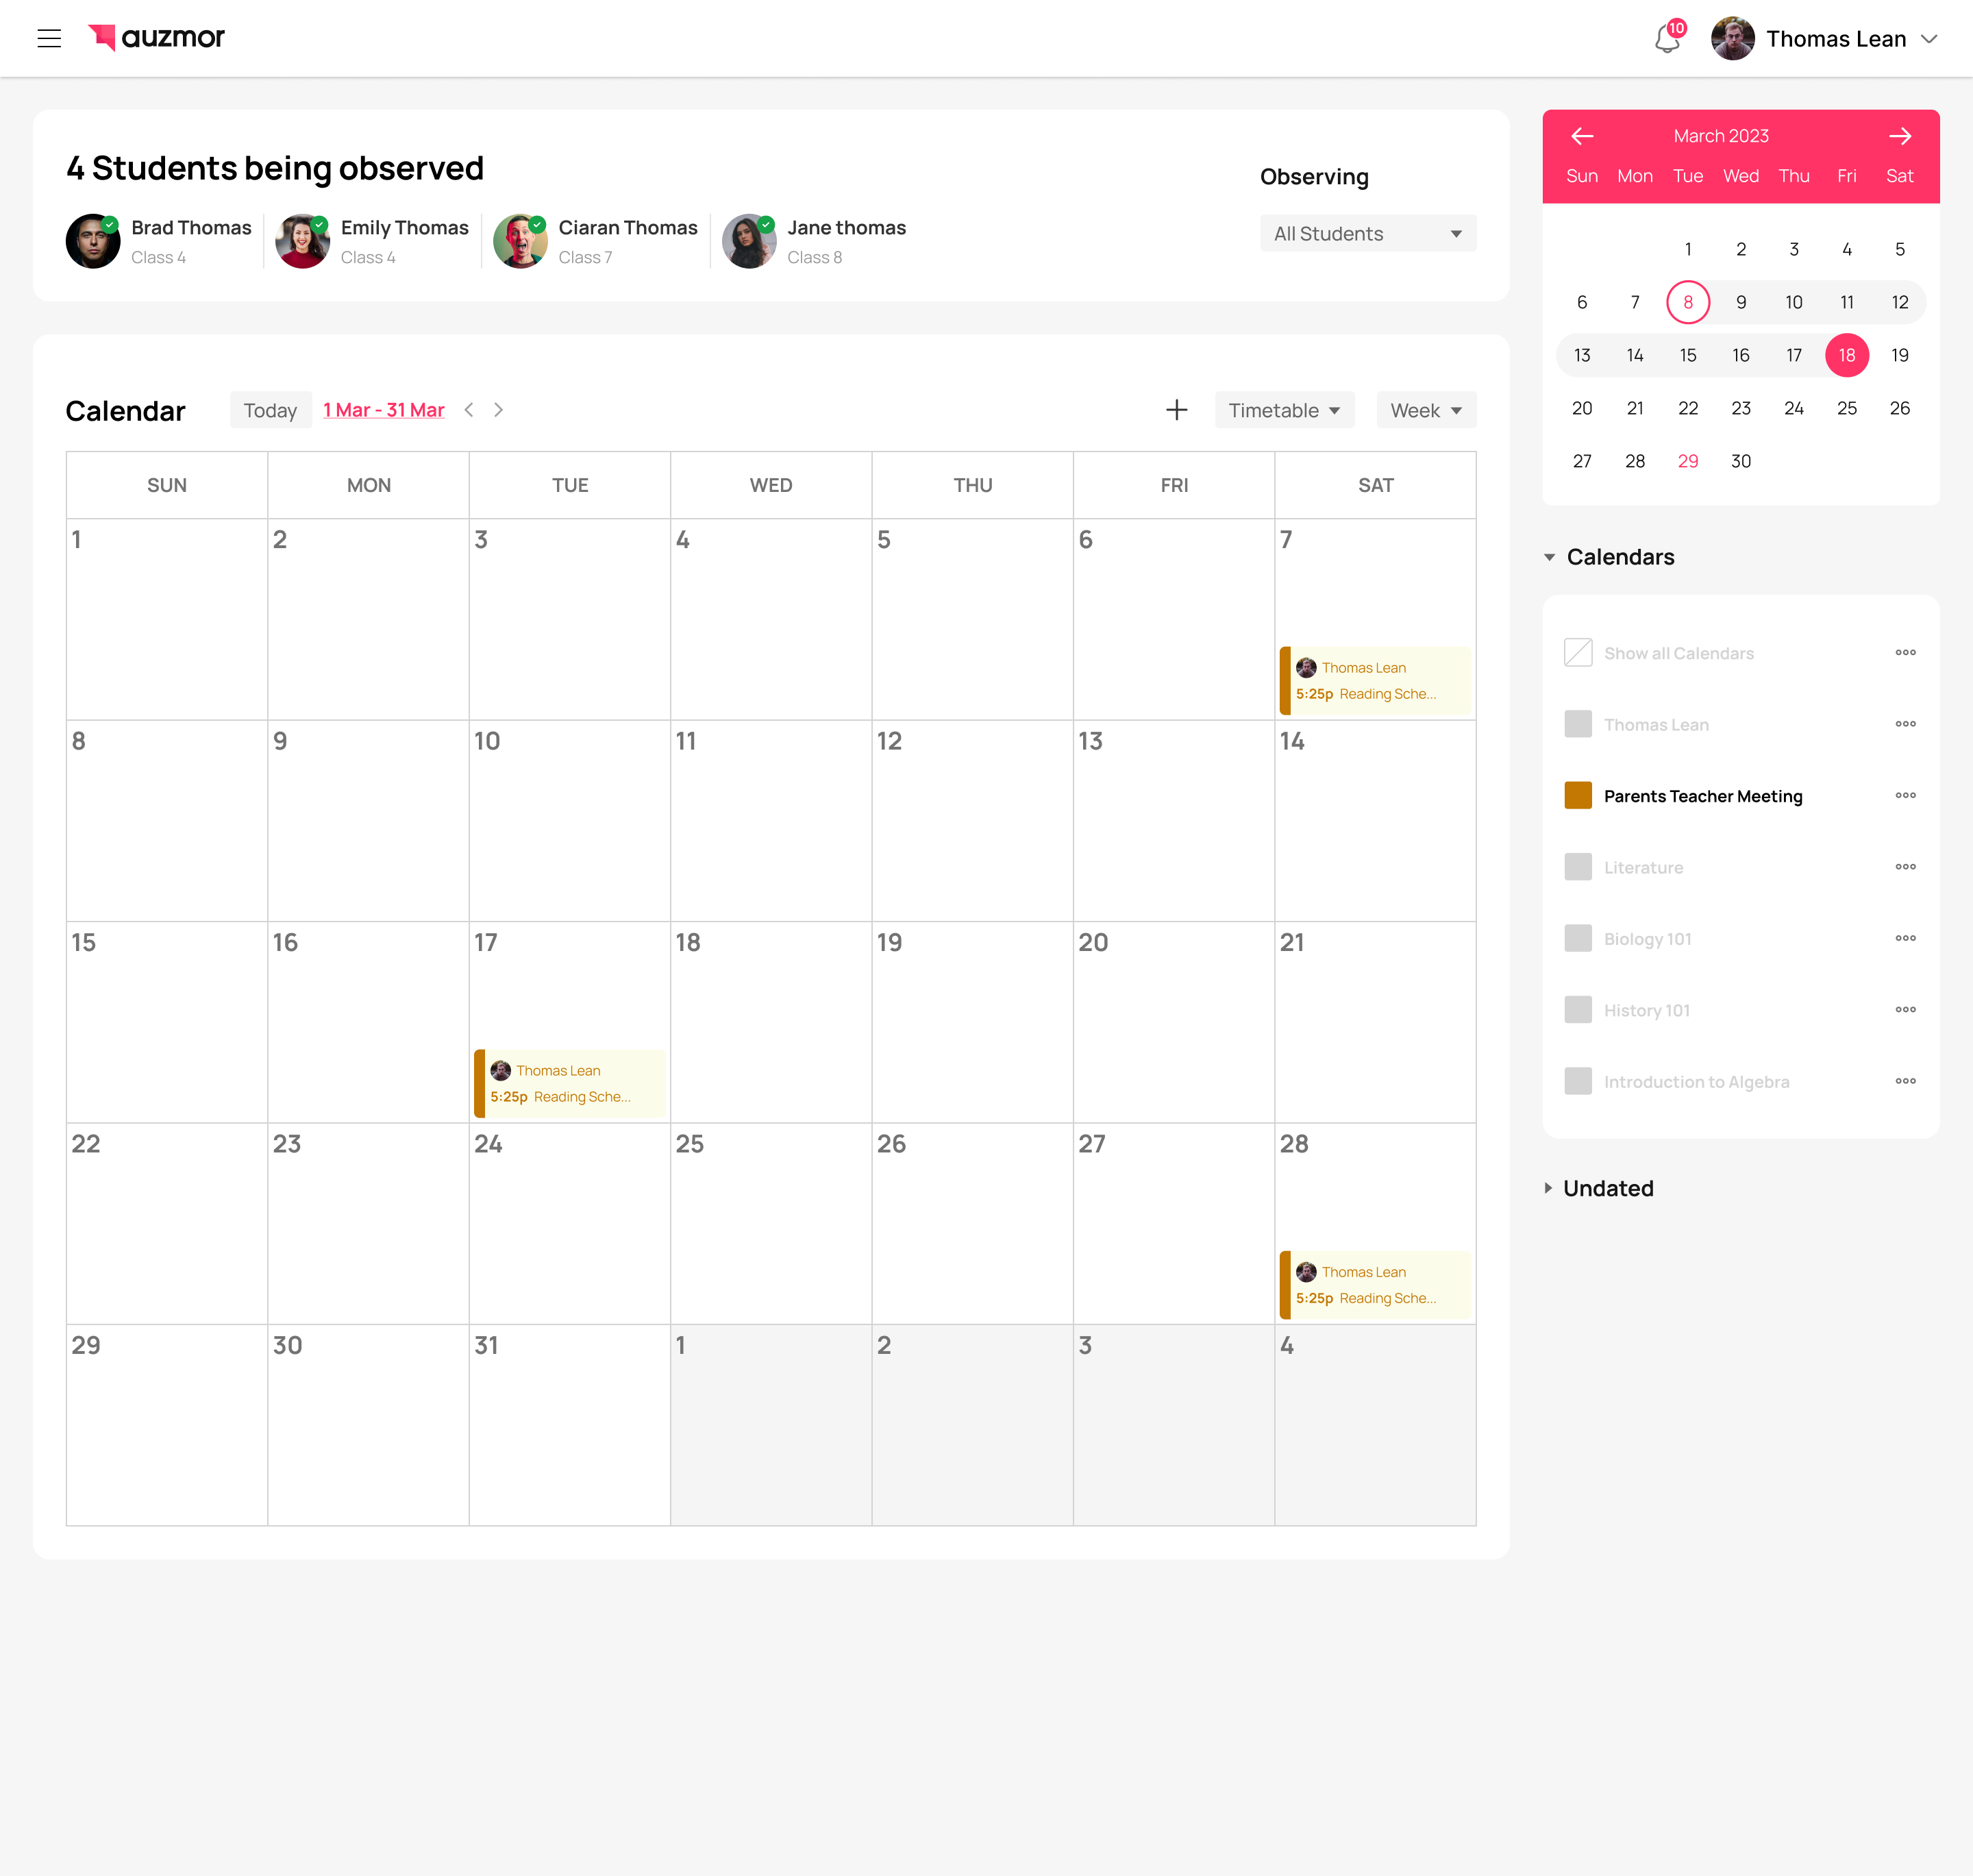 auzmor
10
Thomas Lean
4 Students being observed
Brad Thomas
Class 4
Emily Thomas
Class 4
Ciaran Thomas
Class 7
Jane thomas
Class 8
Observing
All Students
Calendar
Today
1 Mar - 31 Mar
Timetable
Week
SUN MON TUE WED THU FRI SAT
1 2 3 4 5 6 7
Thomas Lean
5:25p Reading Sche...
8 9 10 11 12 13 14
15 16 17 18 19 20 21
Thomas Lean
5:25p Reading Sche...
22 23 24 25 26 27 28
Thomas Lean
5:25p Reading Sche...
29 30 31 1 2 3 4
March 2023
Sun Mon Tue Wed Thu Fri Sat
1 2 3 4 5
6 7 8 9 10 11 12
13 14 15 16 17 18 19
20 21 22 23 24 25 26
27 28 29 30
Calendars
Show all Calendars
Thomas Lean
Parents Teacher Meeting
Literature
Biology 101
History 101
Introduction to Algebra
Undated